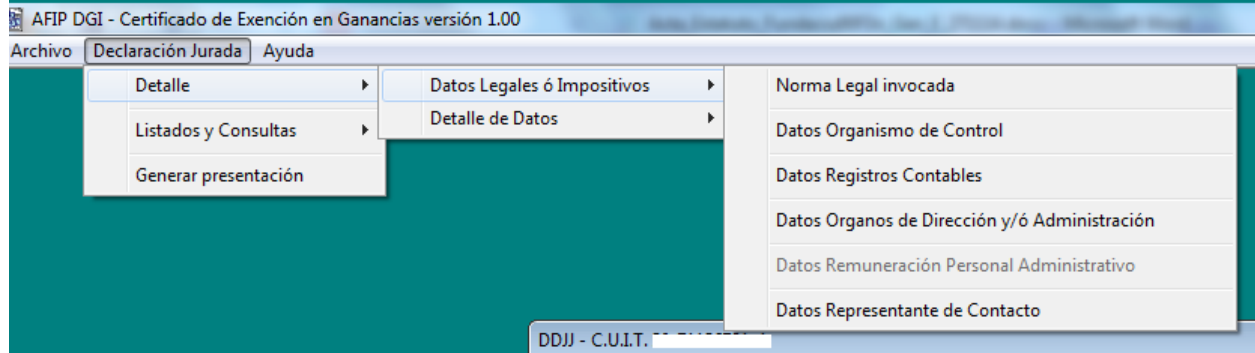 AFIP DGI - Certificado de Exención en Ganancias versión 1.00
Archivo Declaración Jurada Ayuda
Detalle
Listados y Consultas
Generar presentación
Datos Legales ó Impositivos
Detalle de Datos
Norma Legal invocada
Datos Organismo de Control
Datos Registros Contables
Datos Organos de Dirección y/ó Administración
Datos Remuneración Personal Administrativo
Datos Representante de Contacto
DDJJ - C.U.I.T.